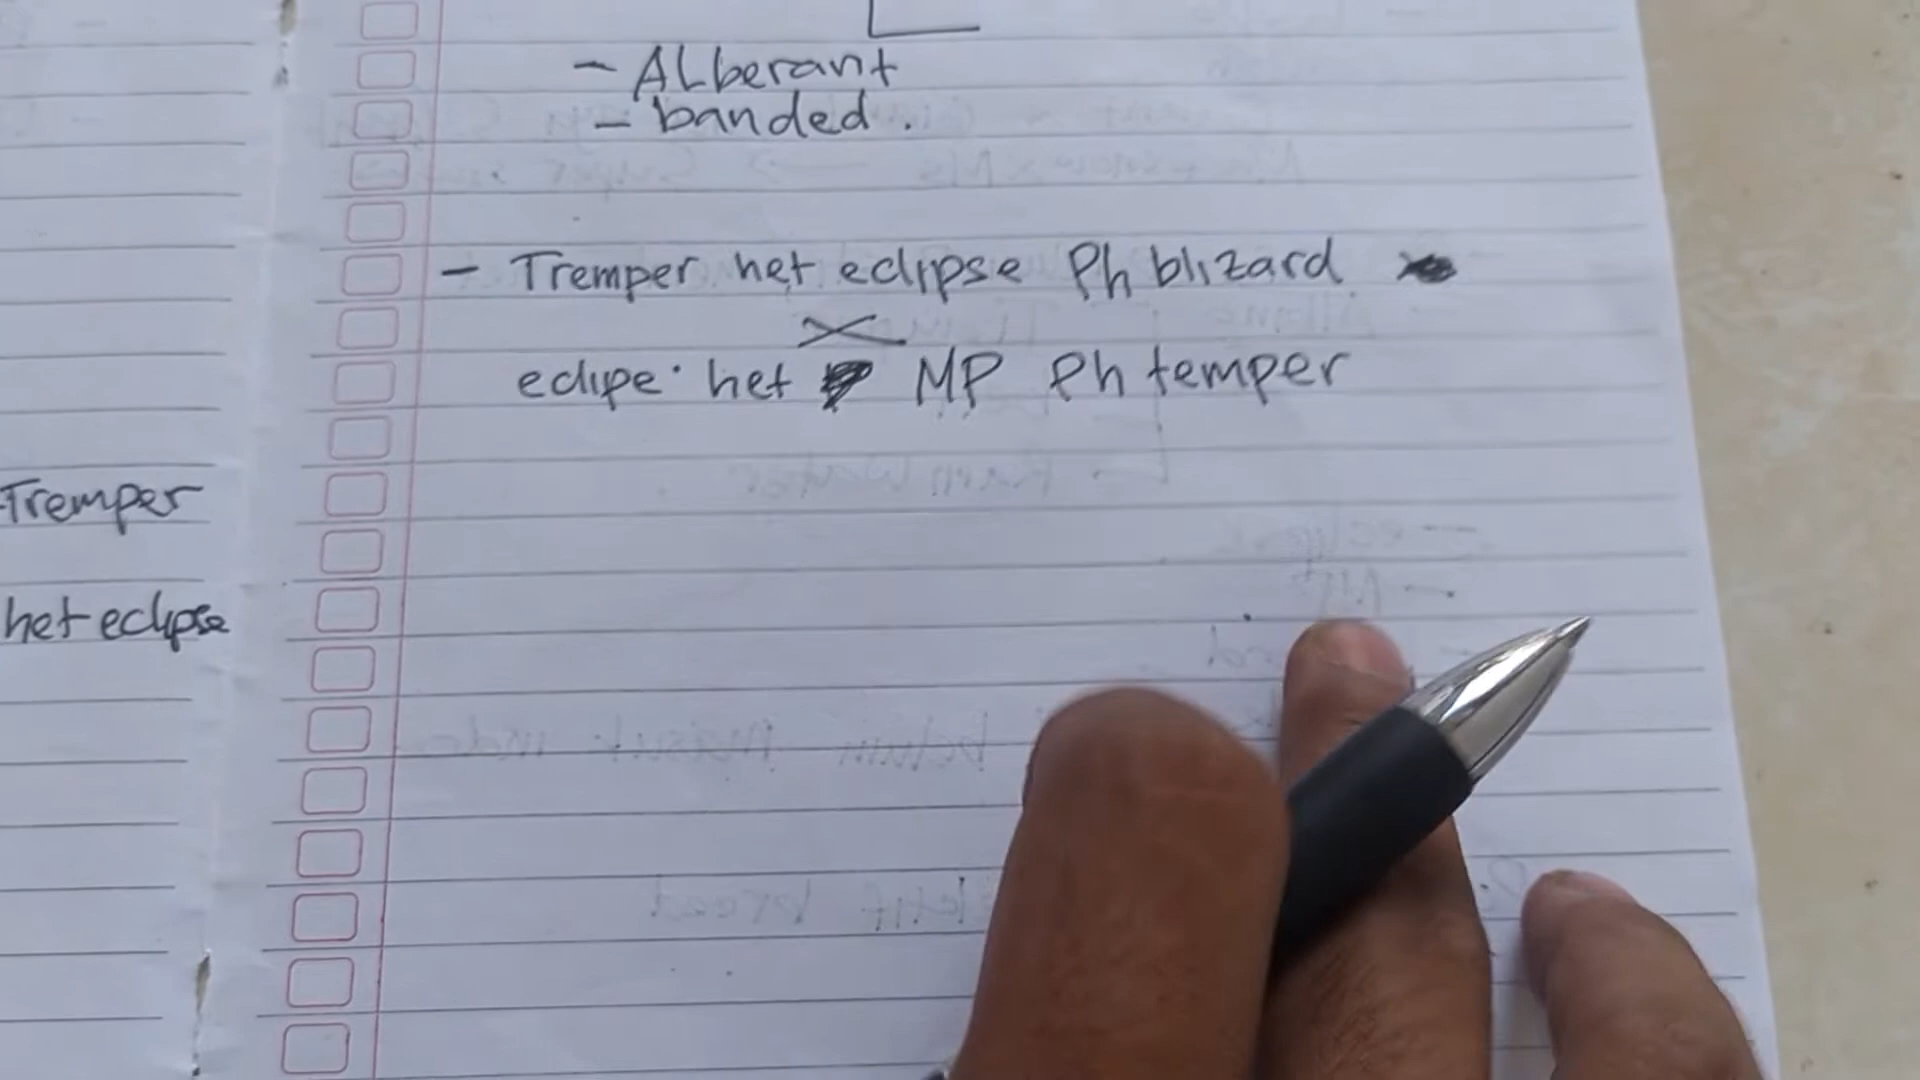 Tremper
het eclipse
- ALberant
- banded .
- Tremper het eclipse Ph blizard
X
eclipe het MP Ph temper